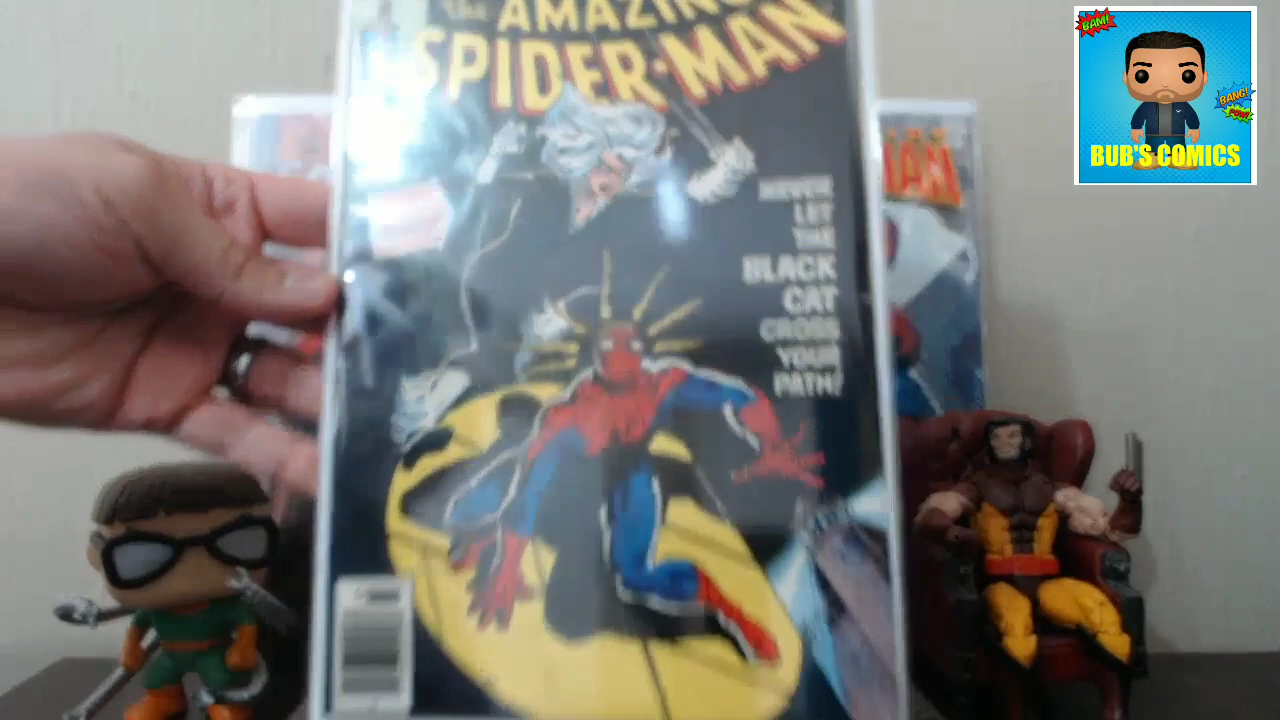 the AMAZING
SPIDER-MAN
NEVER
LET
THE
BLACK
CAT
CROSS
YOUR
PATH!
BAM!
BANG!
POW!
BUB'S COMICS